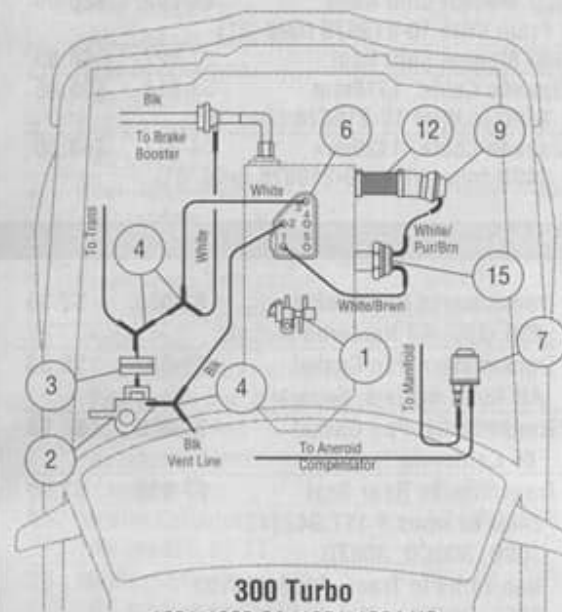 Blk
To Brake
Booster
6
12
9
White
To Trans
4
White
White/
Pur/Brn
15
White/Brwn
3
2
Blk
4
1
7
To Manifold
Blk
Vent Line
To Aneroid
Compensator
300 Turbo